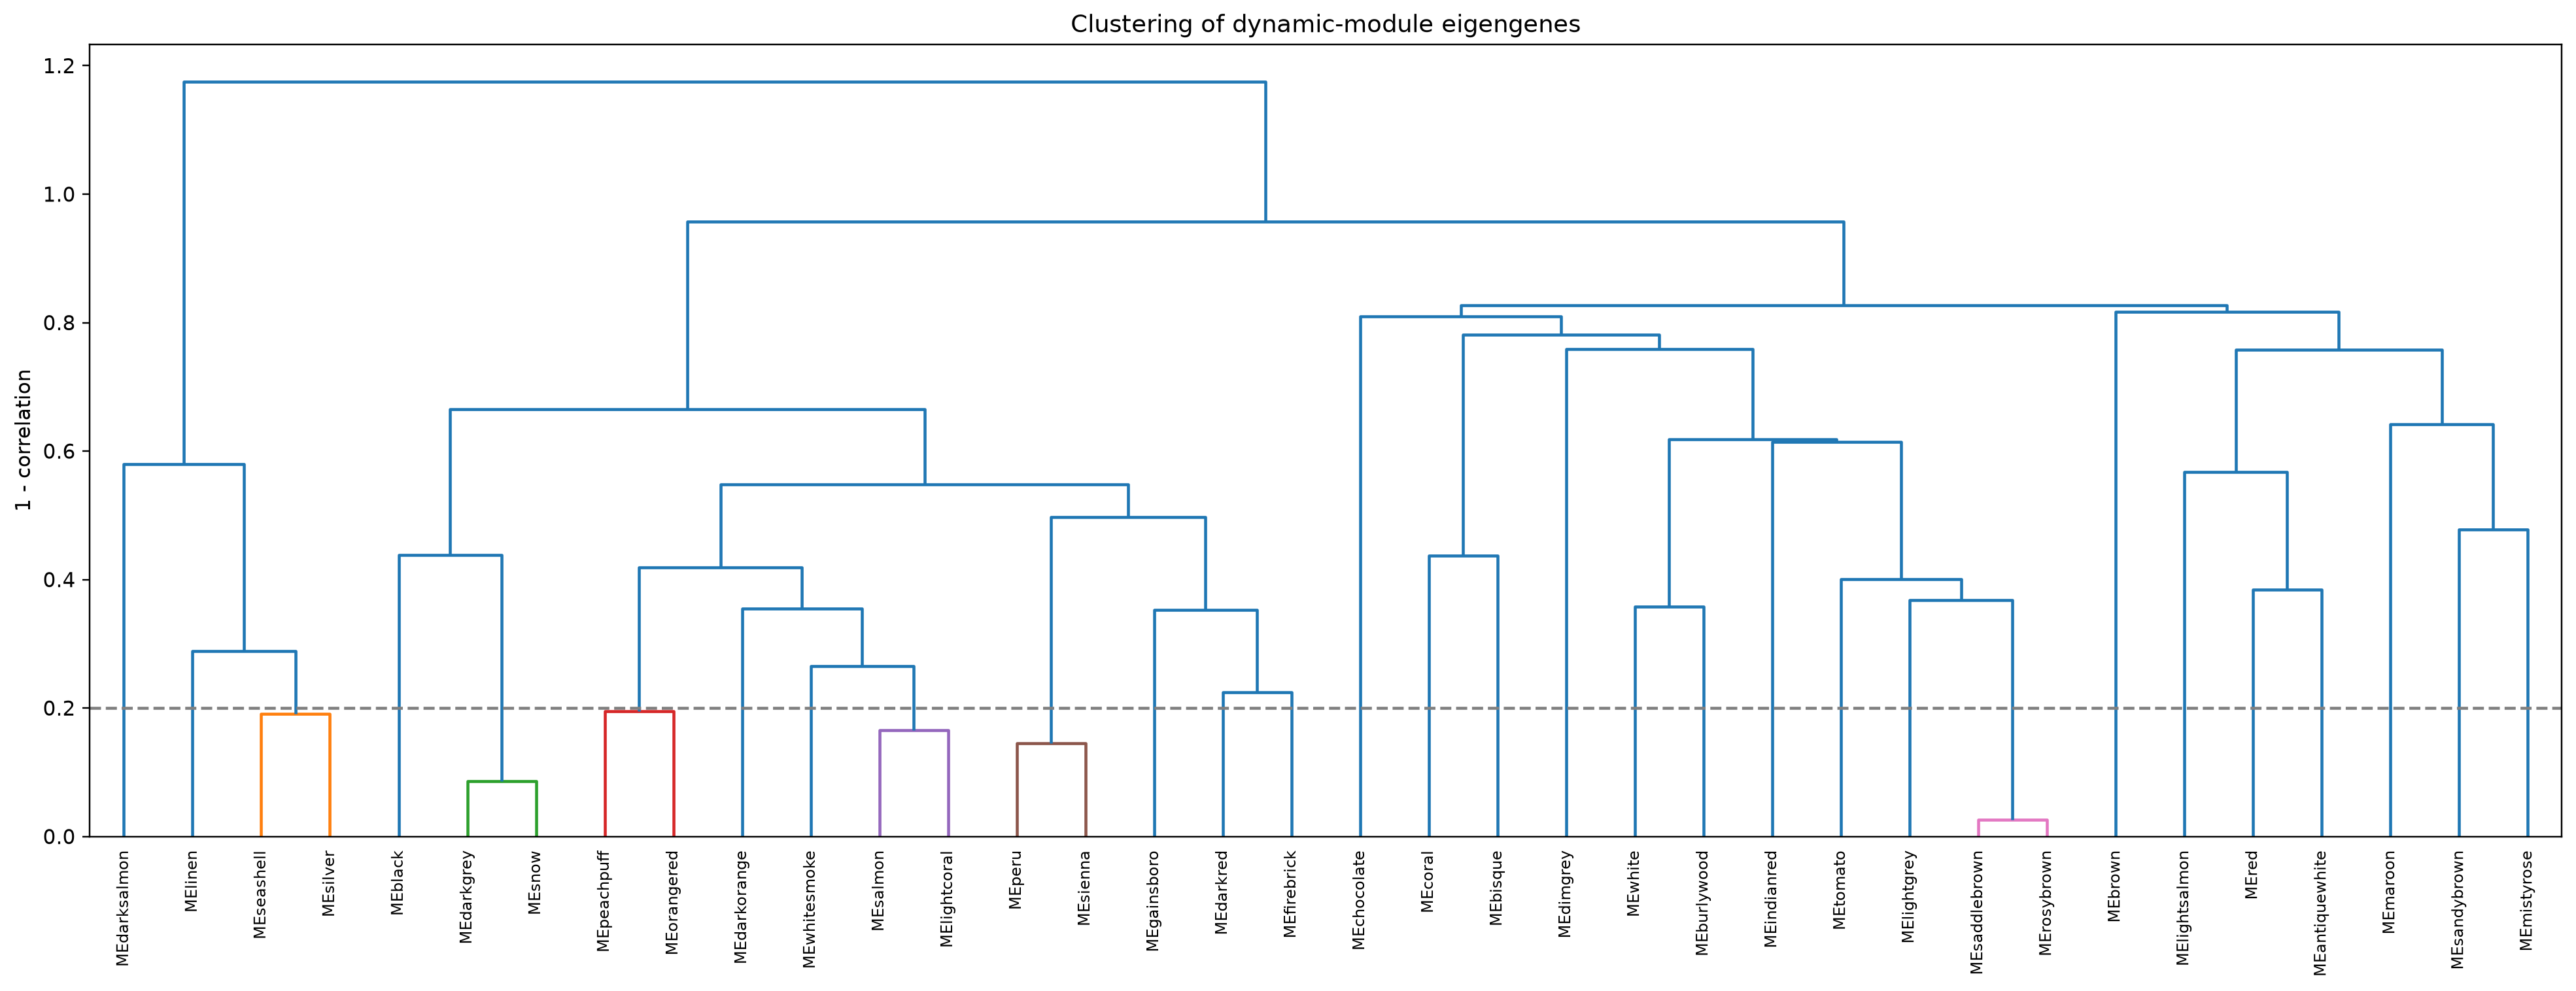 Clustering of dynamic-module eigengenes
1 - correlation
1.2
1.0
0.8
0.6
0.4
0.2
0.0
MEdarksalmon
MElinen
MEseashell
MEsilver
MEblack
MEdarkgrey
MEsnow
MEpeachpuff
MEorangered
MEdarkorange
MEwhitesmoke
MEsalmon
MElightcoral
MEperu
MEsienna
MEgainsboro
MEdarkred
MEfirebrick
MEchocolate
MEcoral
MEbisque
MEdimgrey
MEwhite
MEburlywood
MEindianred
MEtomato
MElightgrey
MEsaddlebrown
MErosybrown
MEbrown
MElightsalmon
MEred
MEantiquewhite
MEmaroon
MEsandybrown
MEmistyrose